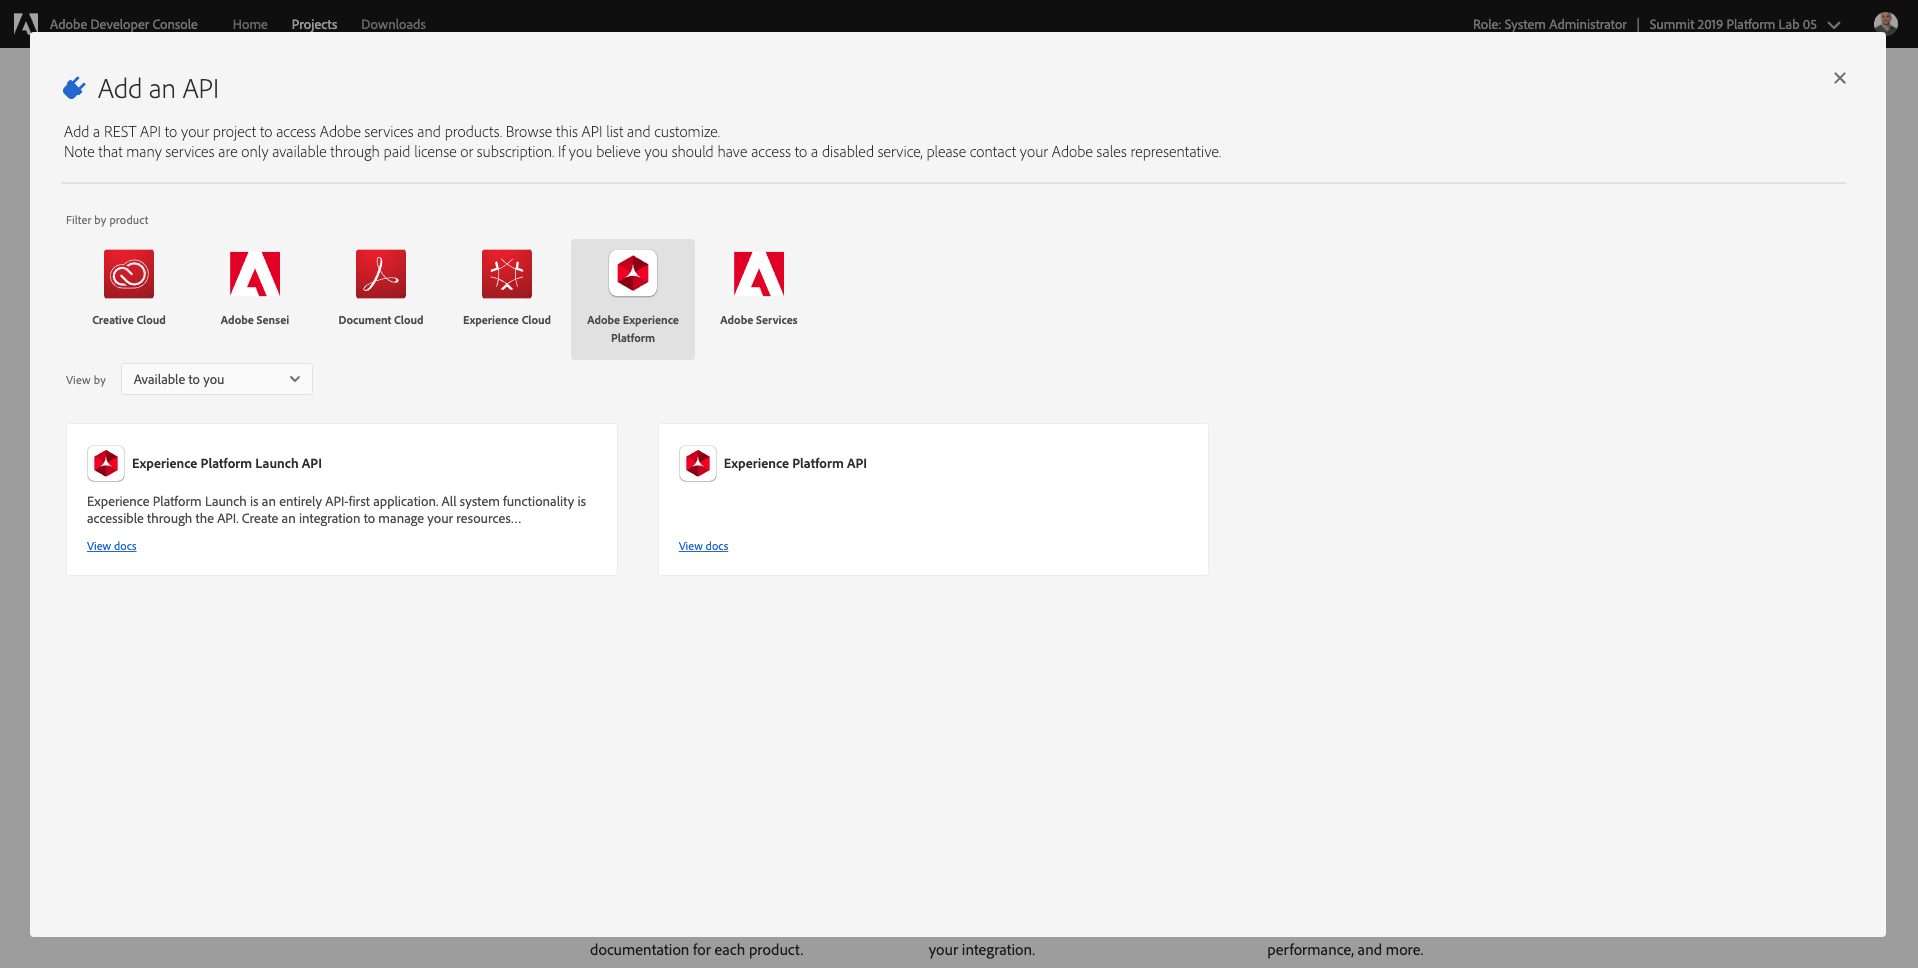 Adobe Developer Console Home Projects Downloads Role: System Administrator | Summit 2019 Platform Lab 05
Add an API
Add a REST API to your project to access Adobe services and products. Browse this API list and customize.
Note that many services are only available through paid license or subscription. If you believe you should have access to a disabled service, please contact your Adobe sales representative.
Filter by product
Creative Cloud
Adobe Sensei
Document Cloud
Experience Cloud
Adobe Experience
Platform
Adobe Services
View by Available to you
Experience Platform Launch API
Experience Platform Launch is an entirely API-first application. All system functionality is
accessible through the API. Create an integration to manage your resources…
View docs
Experience Platform API
View docs
documentation for each product.
your integration.
performance, and more.